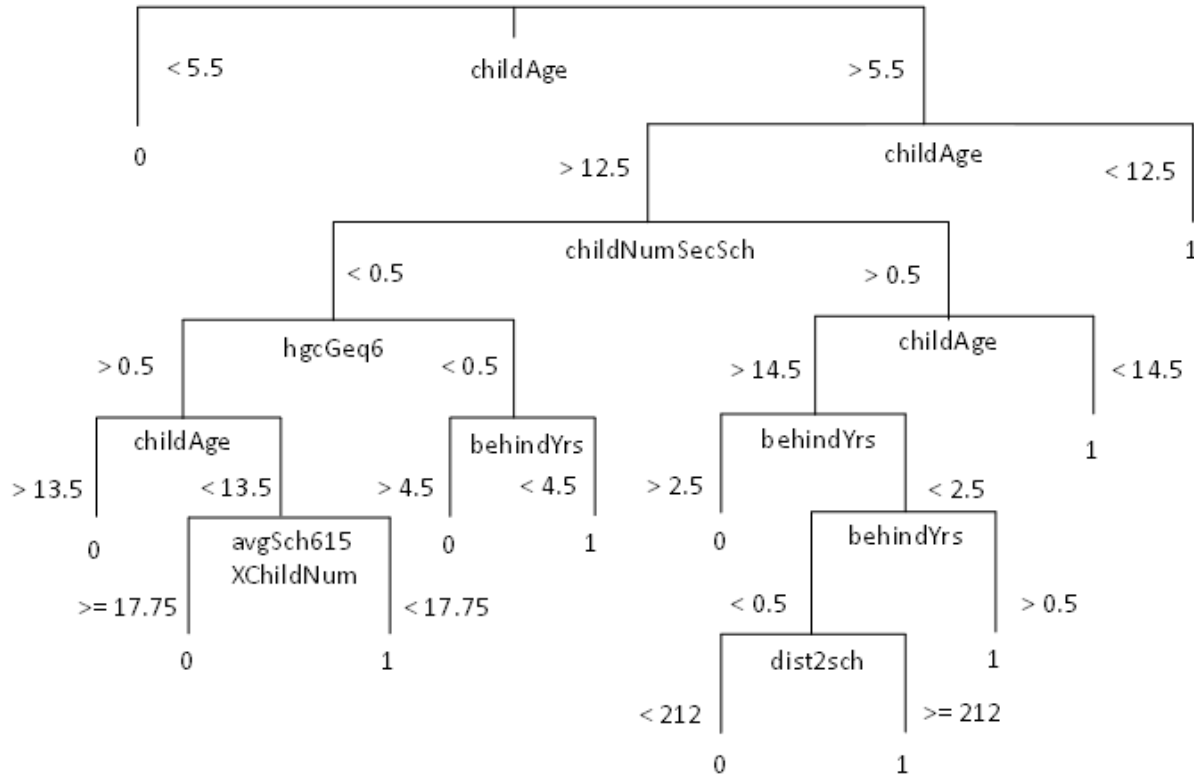 < 5.5
childAge
> 5.5
0
childAge
> 12.5
< 12.5
childNumSecSch
1
< 0.5
> 0.5
hgcGeq6
childAge
> 0.5
< 0.5
> 14.5
< 14.5
childAge
behindYrs
behindYrs
1
> 13.5
< 13.5
> 4.5
< 4.5
> 2.5
< 2.5
0
avgSch615
XChildNum
0
1
0
behindYrs
>= 17.75
< 17.75
< 0.5
> 0.5
0
1
dist2sch
1
< 212
>= 212
0
1